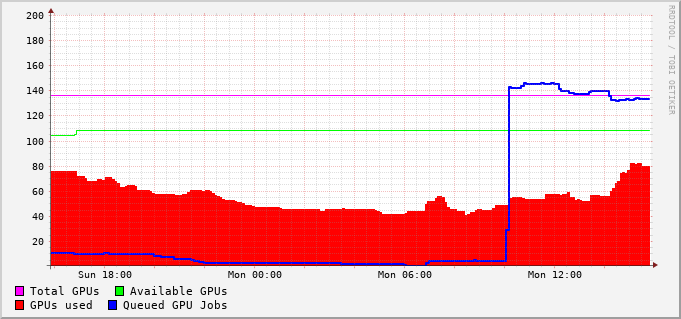 RRDTOOL / TOBI OETIKER
200
180
160
140
120
100
80
60
40
20
Sun 18:00 Mon 00:00 Mon 06:00 Mon 12:00
Total GPUs Available GPUs
GPUs used Queued GPU Jobs